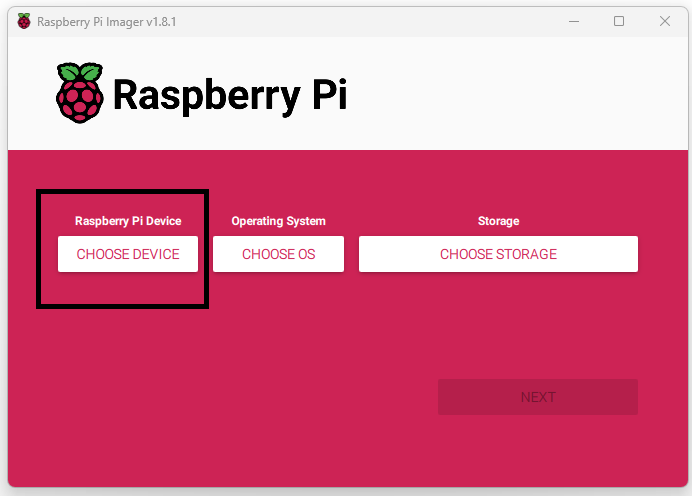 Raspberry Pi Imager v1.8.1
Raspberry Pi
Raspberry Pi Device Operating System Storage
CHOOSE DEVICE CHOOSE OS CHOOSE STORAGE
NEXT